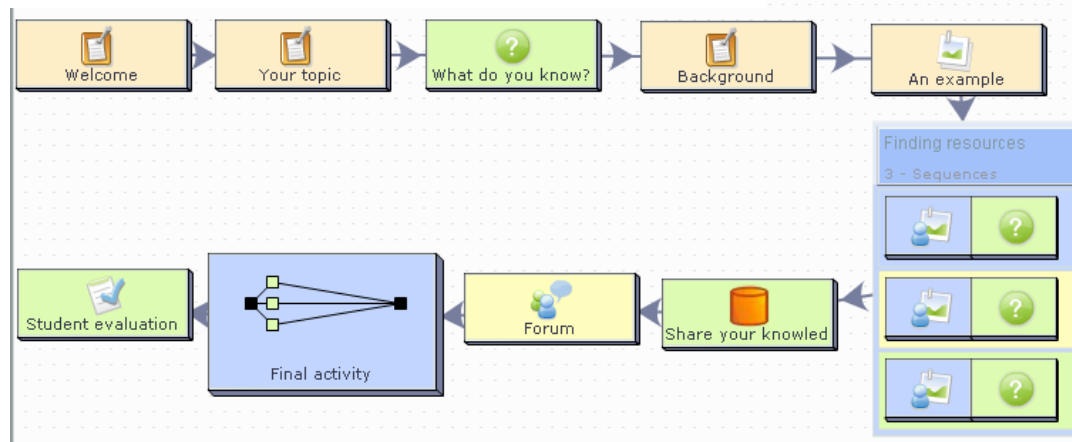 Welcome
Your topic
What do you know?
Background
An example
Finding resources
3 - Sequences
Share your knowled
Forum
Final activity
Student evaluation